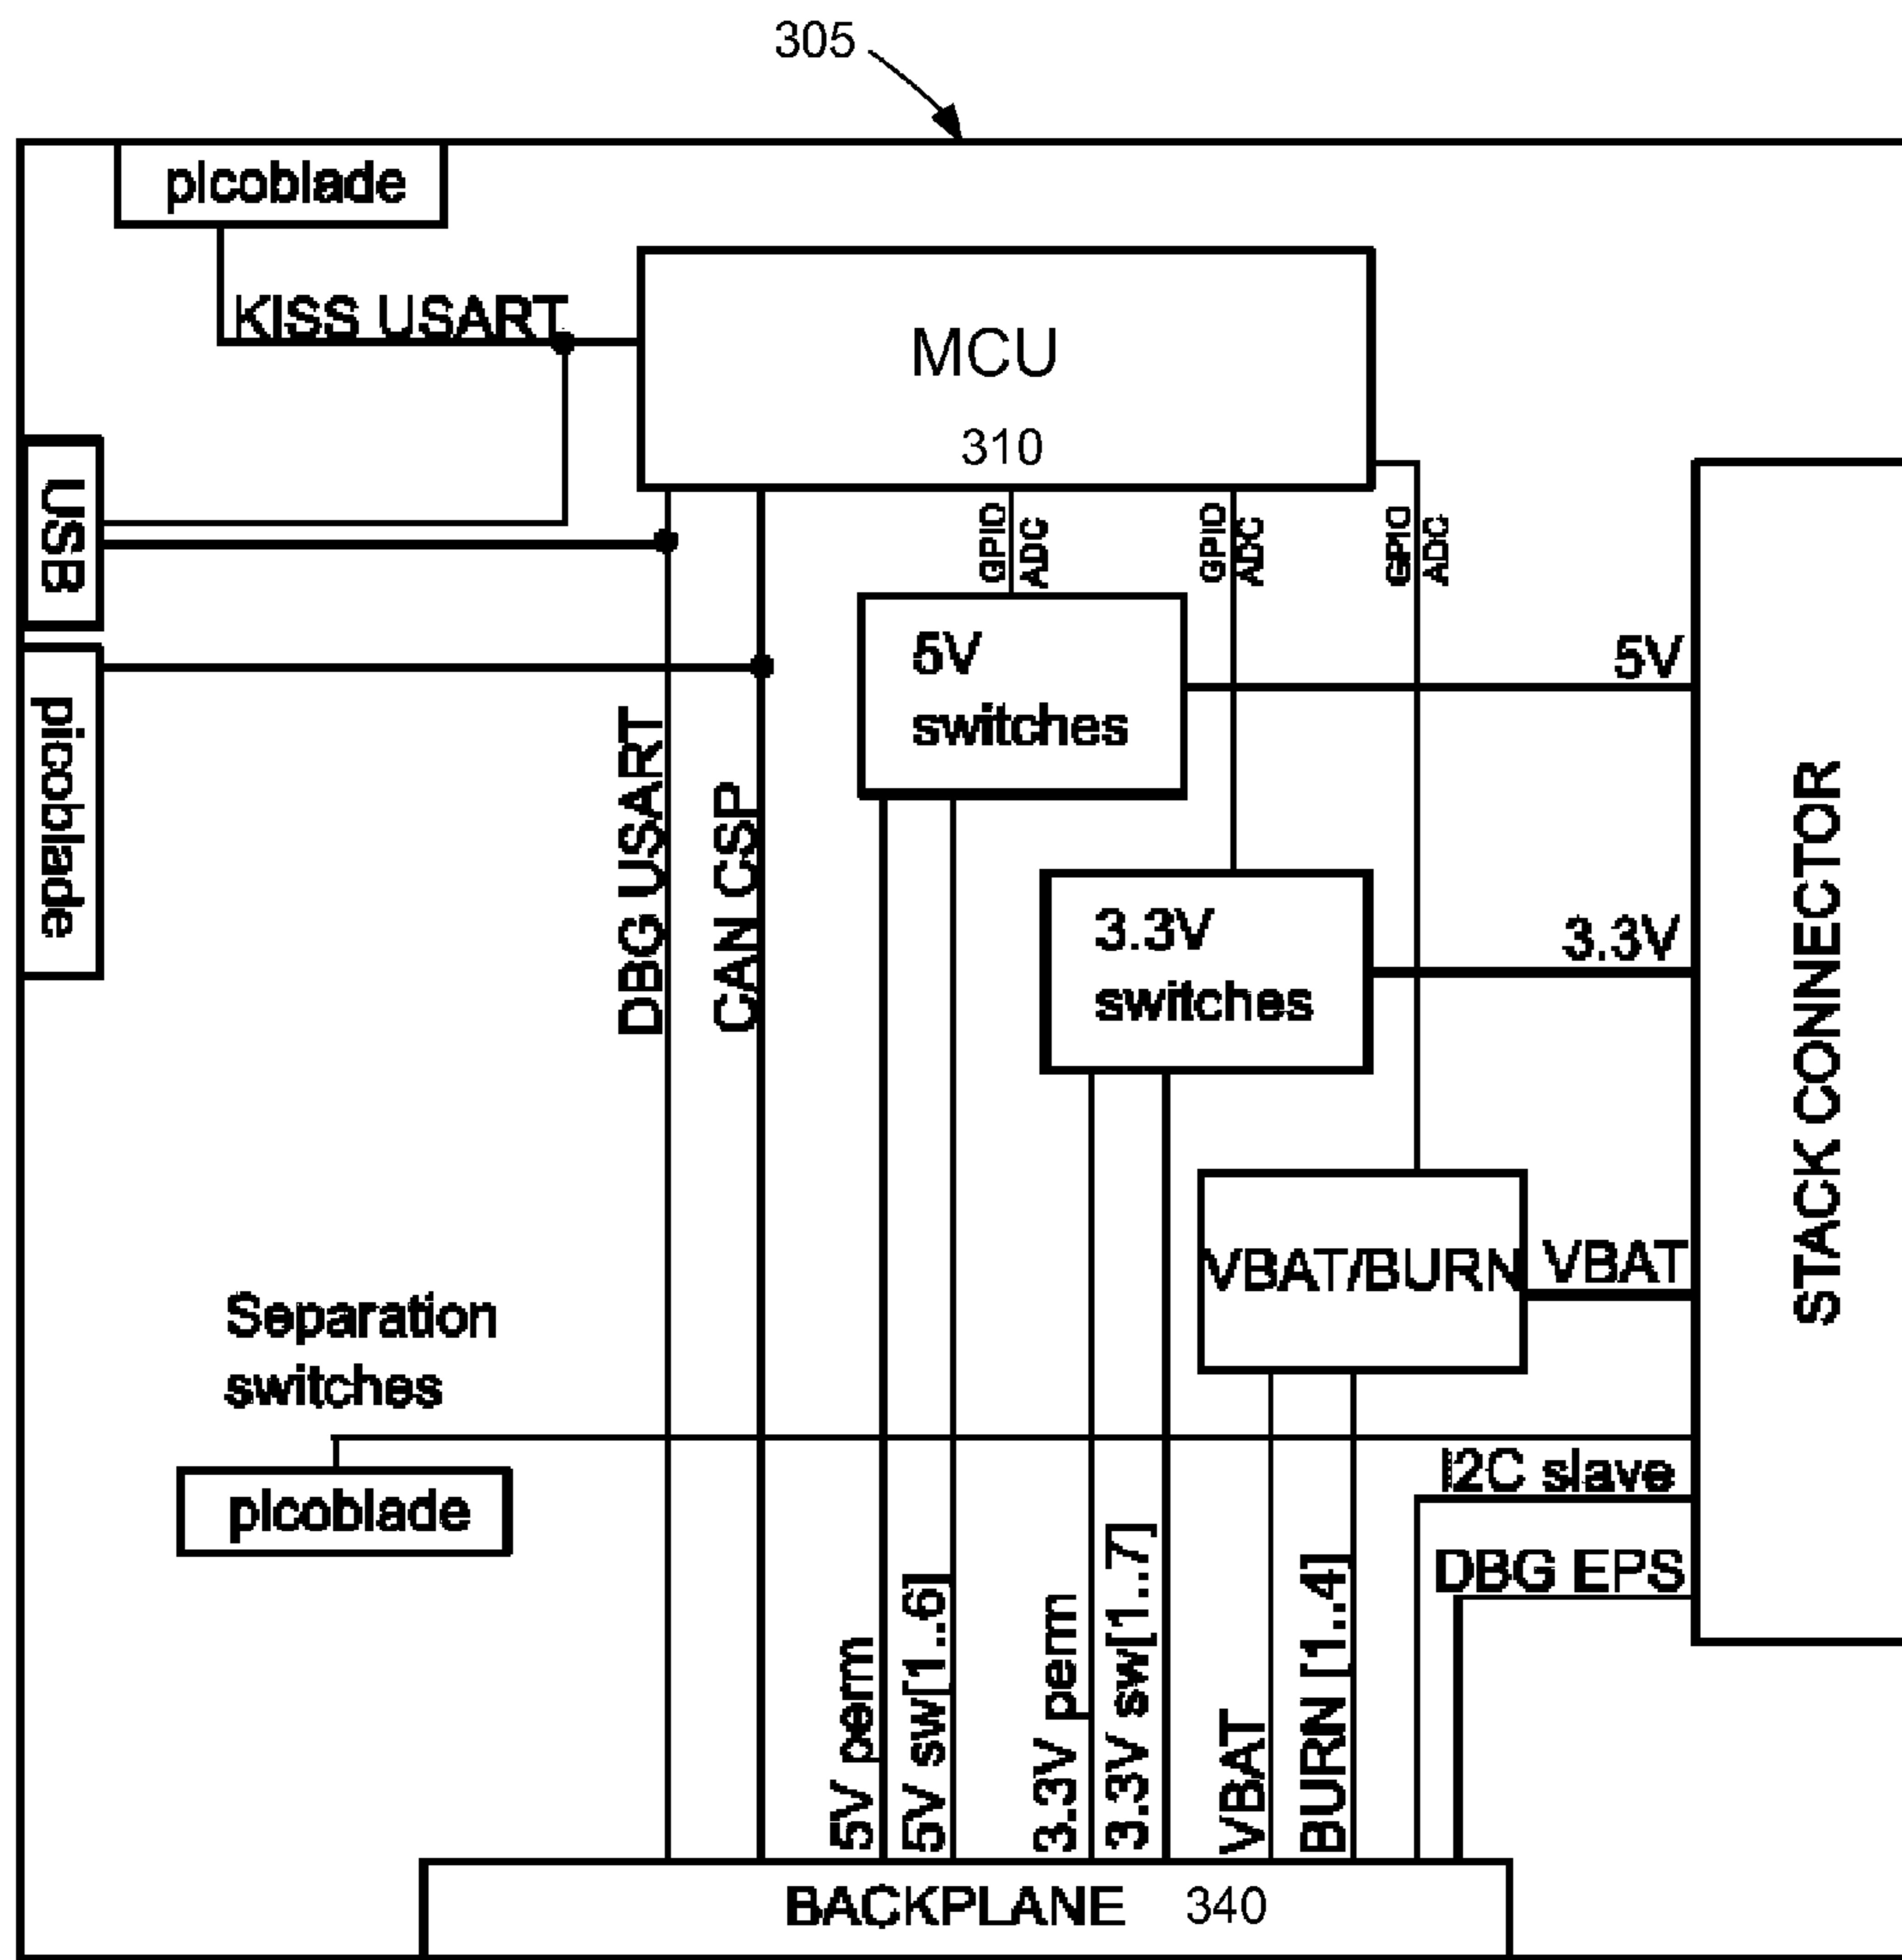 305
picoblade
KISS USART
MCU
310
USB
GPIO
ADC
GPIO
ADC
GPIO
ADC
5V
switches
5V
picoblade
DBG USART
CAN CSP
3.3V
switches
3.3V
STACK CONNECTOR
VBAT/BURN
VBAT
Separation
switches
picoblade
I2C slave
DBG EPS
5V perm
5V sw[1..6]
3.3V perm
3.3V sw[1..7]
VBAT
BURN [1..4]
BACKPLANE 340